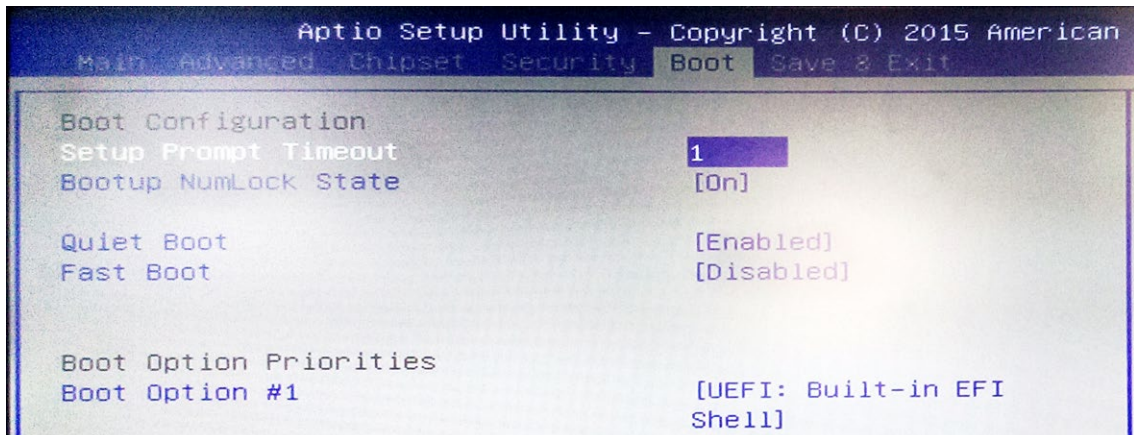 Aptio Setup Utility – Copyright (C) 2015 American
Main Advanced Chipset Security Boot Save & Exit
Boot Configuration
Setup Prompt Timeout 1
Bootup NumLock State [On]
Quiet Boot [Enabled]
Fast Boot [Disabled]
Boot Option Priorities
Boot Option #1 [UEFI: Built-in EFI
Shell]